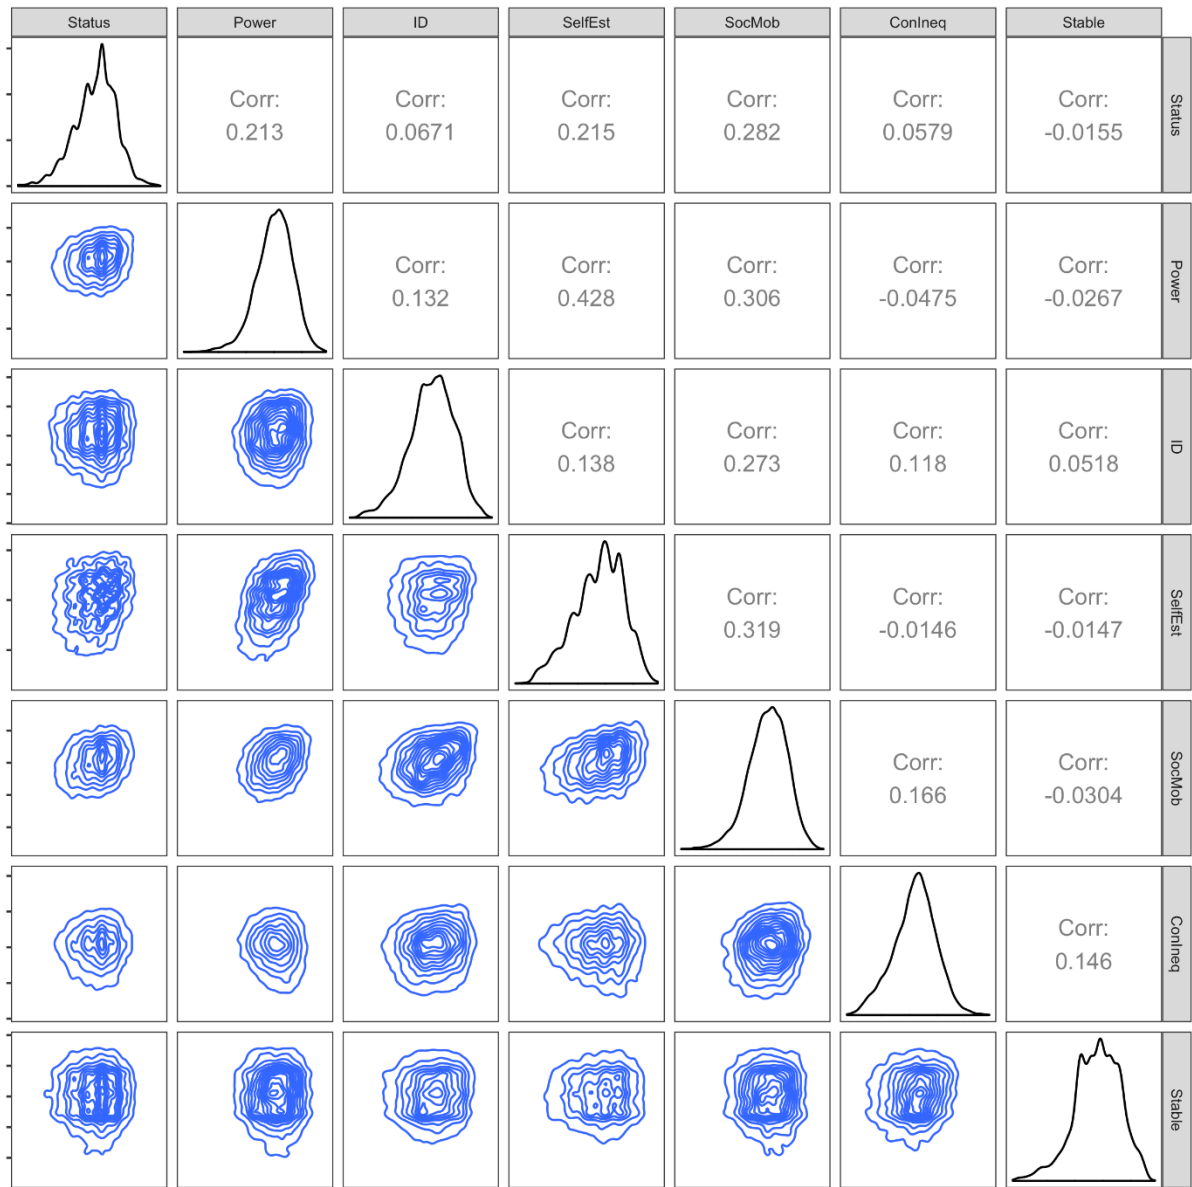 Status Power ID SelfEst SocMob ConIneq Stable
Corr: Corr: Corr: Corr: Corr: Corr:
0.213 0.0671 0.215 0.282 0.0579 -0.0155
Status
Corr: Corr: Corr: Corr: Corr:
0.132 0.428 0.306 -0.0475 -0.0267
Power
Corr: Corr: Corr: Corr:
0.138 0.273 0.118 0.0518
ID
Corr: Corr: Corr:
0.319 -0.0146 -0.0147
SelfEst
Corr: Corr:
0.166 -0.0304
SocMob
Corr:
0.146
ConIneq
Stable